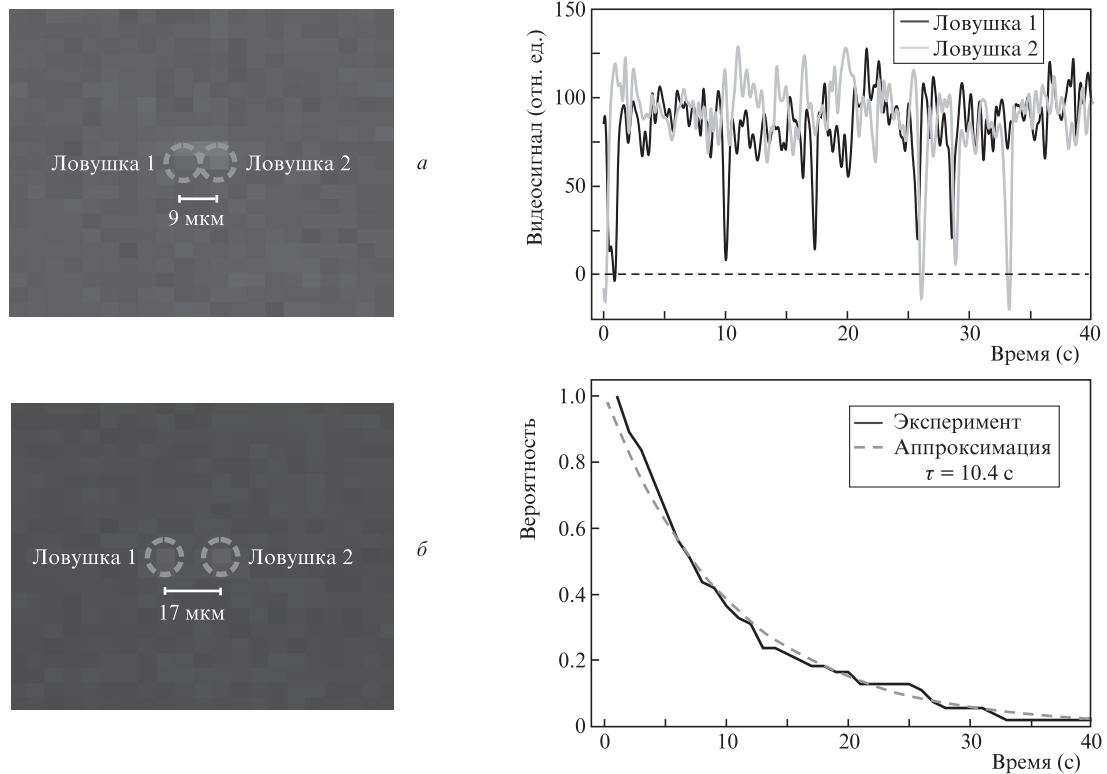 Ловушка 1
Ловушка 2
9 мкм
а
Видеосигнал (отн. ед.)
150
100
50
0
Ловушка 1
Ловушка 2
0
10
20
30
40
Время (с)
Ловушка 1
Ловушка 2
17 мкм
б
Вероятность
1.0
0.8
0.6
0.4
0.2
0
Эксперимент
Аппроксимация
τ = 10.4 с
0
10
20
30
40
Время (с)